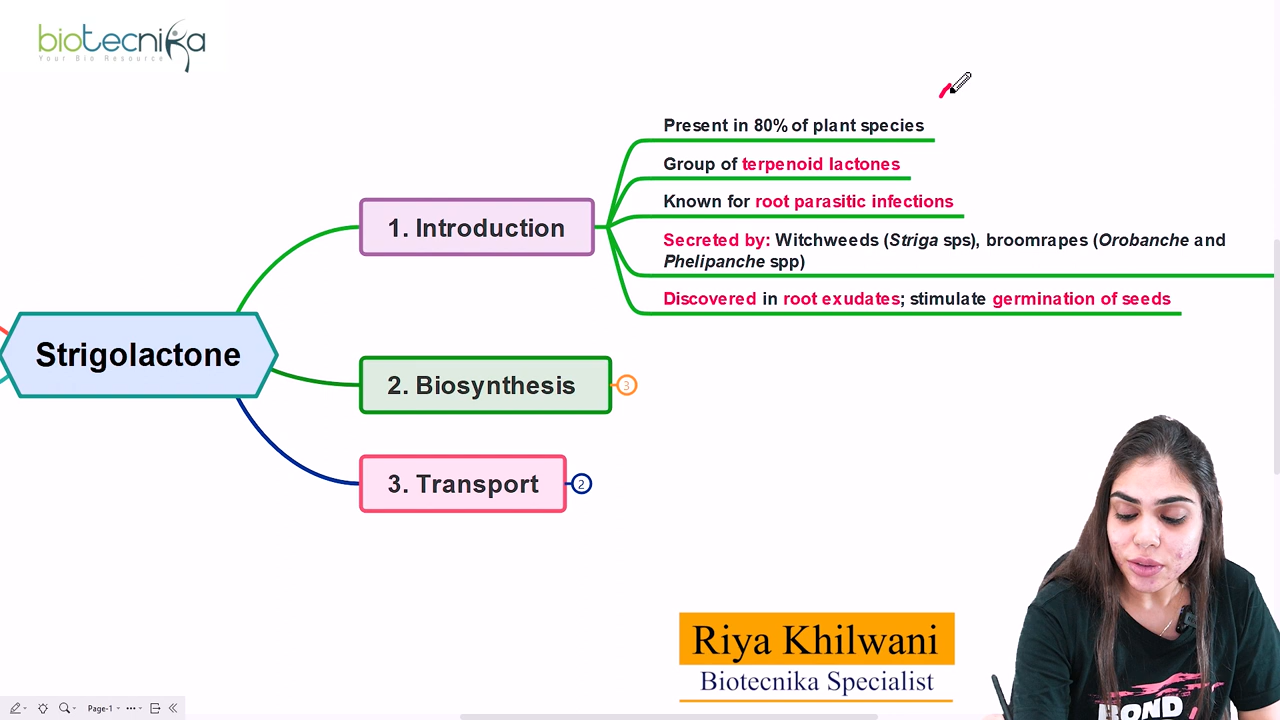 biotecnika
Your Bio Resource
Present in 80% of plant species
Group of terpenoid lactones
Known for root parasitic infections
1. Introduction
Secreted by: Witchweeds (Striga sps), broomrapes (Orobanche and
Phelipanche spp)
Discovered in root exudates; stimulate germination of seeds
Strigolactone
2. Biosynthesis
3
3. Transport
2
Riya Khilwani
Biotecnika Specialist
BOND
Page-1